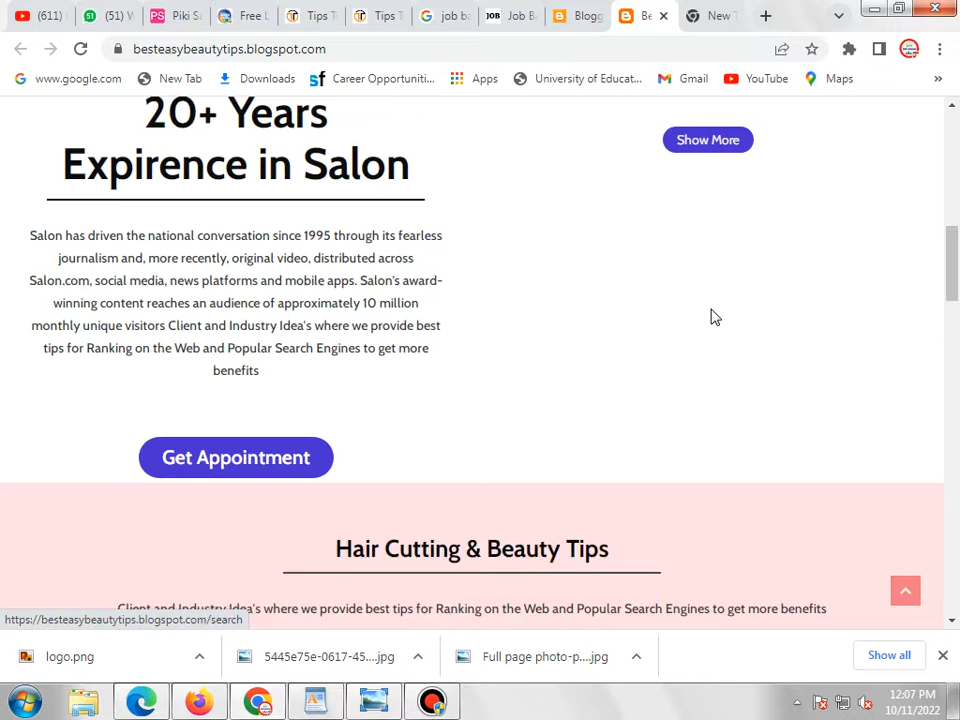 (611)
(51) W
PS Piki Sa
Free L
Tips T
Tips T
job ba
JOB Job B
Blogg
Be
New T
besteasybeautytips.blogspot.com
www.google.com
New Tab
Downloads
sf Career Opportuniti...
Apps
University of Educat...
Gmail
YouTube
Maps
»
20+ Years
Expirence in Salon
Show More
Salon has driven the national conversation since 1995 through its fearless
journalism and, more recently, original video, distributed across
Salon.com, social media, news platforms and mobile apps. Salon's award-
winning content reaches an audience of approximately 10 million
monthly unique visitors Client and Industry Idea's where we provide best
tips for Ranking on the Web and Popular Search Engines to get more
benefits
Get Appointment
Hair Cutting & Beauty Tips
Client and Industry Idea's where we provide best tips for Ranking on the Web and Popular Search Engines to get more benefits
https://besteasybeautytips.blogspot.com/search
logo.png
5445e75e-0617-45....jpg
Full page photo-p....jpg
Show all
12:07 PM
10/11/2022